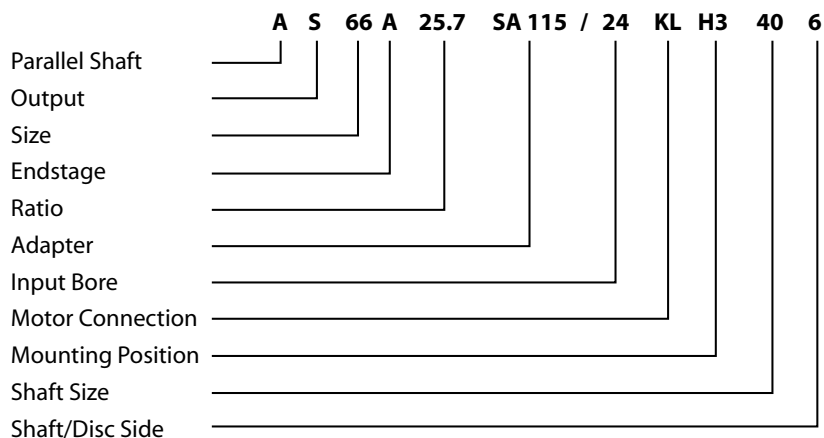 A S 66 A 25.7 SA 115 / 24 KL H3 40 6
Parallel Shaft
Output
Size
Endstage
Ratio
Adapter
Input Bore
Motor Connection
Mounting Position
Shaft Size
Shaft/Disc Side